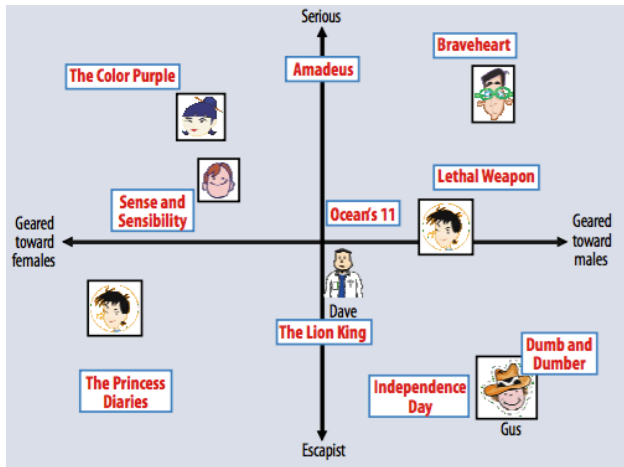 Serious
Braveheart
The Color Purple
Amadeus
Lethal Weapon
Sense and
Sensibility
Ocean's 11
Geared
toward
females
Geared
toward
males
Dave
The Lion King
Dumb and
Dumber
The Princess
Diaries
Independence
Day
Gus
Escapist